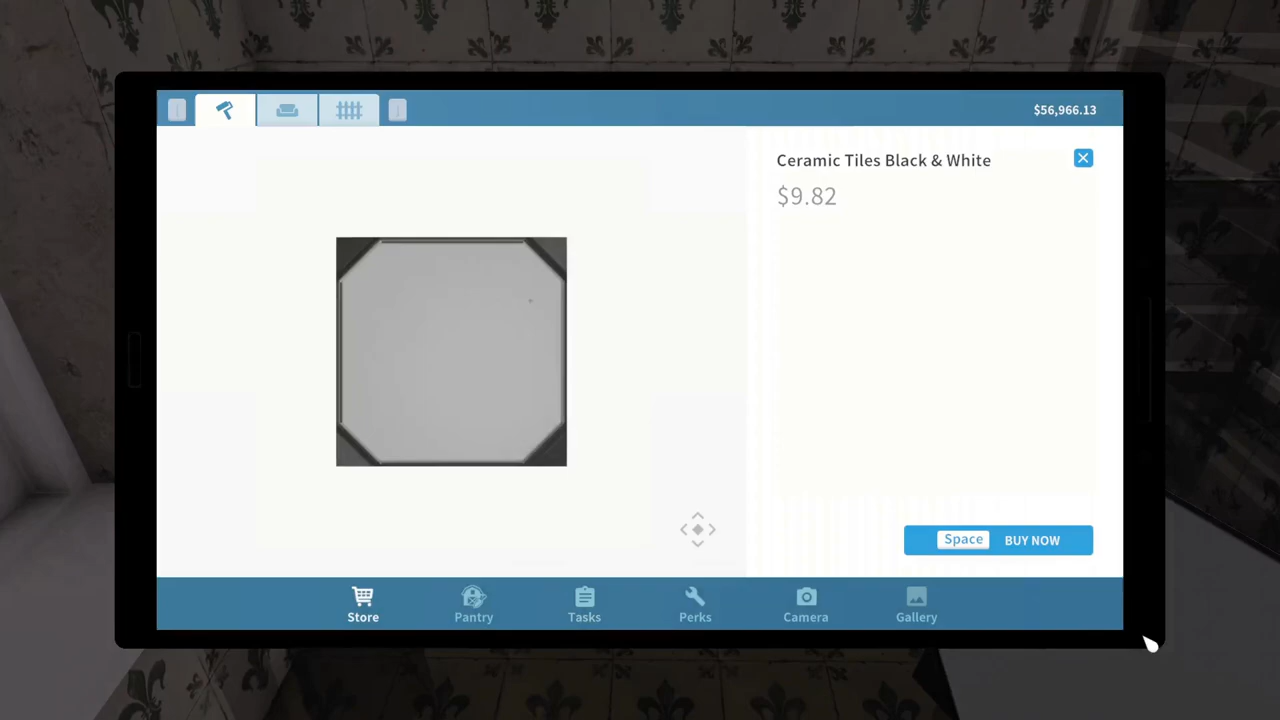 $56,966.13
Ceramic Tiles Black & White
$9.82
Space BUY NOW
Store Pantry Tasks Perks Camera Gallery